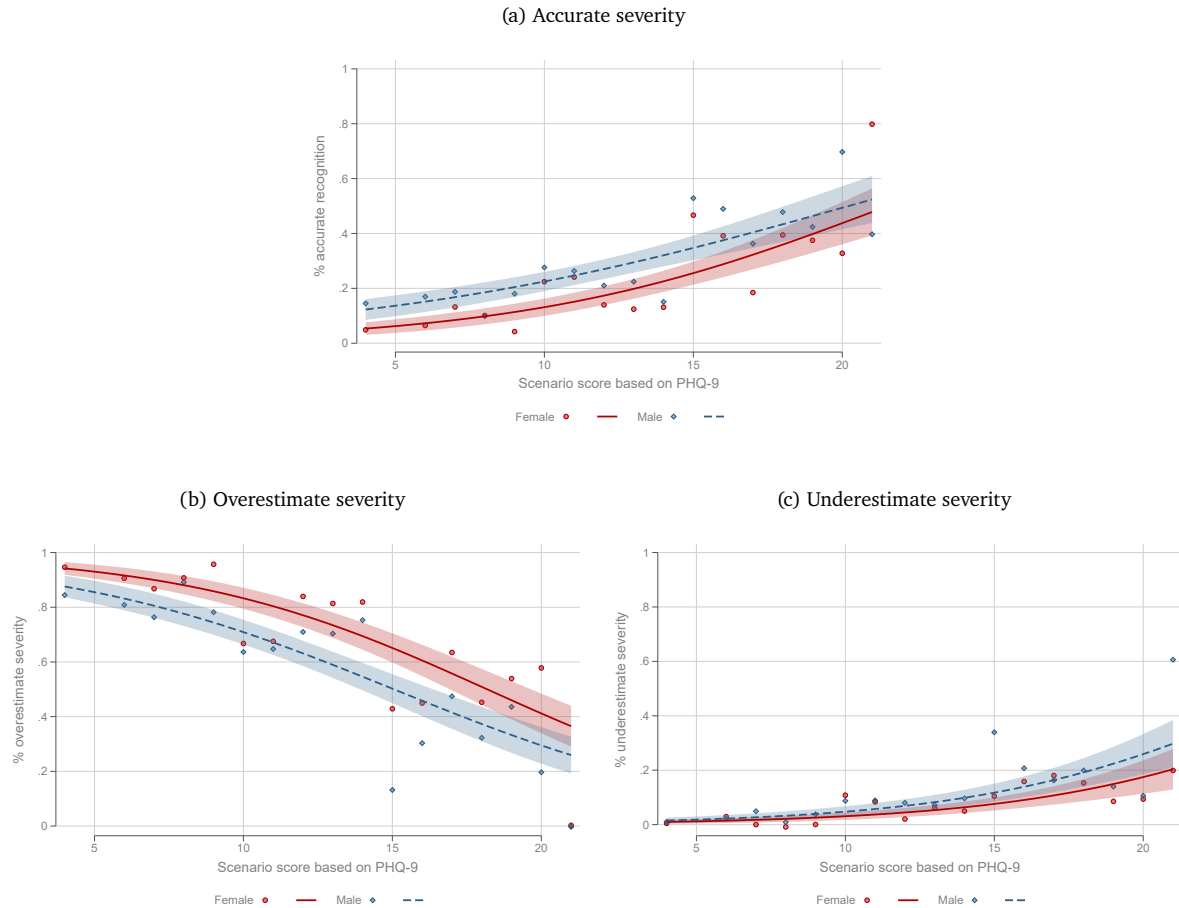 (a) Accurate severity
% accurate recognition
1
.8
.6
.4
.2
0
5 10 15 20
Scenario score based on PHQ-9
Female Male
(b) Overestimate severity
% overestimate severity
1
.8
.6
.4
.2
0
5 10 15 20
Scenario score based on PHQ-9
Female Male
(c) Underestimate severity
% underestimate severity
1
.8
.6
.4
.2
0
5 10 15 20
Scenario score based on PHQ-9
Female Male